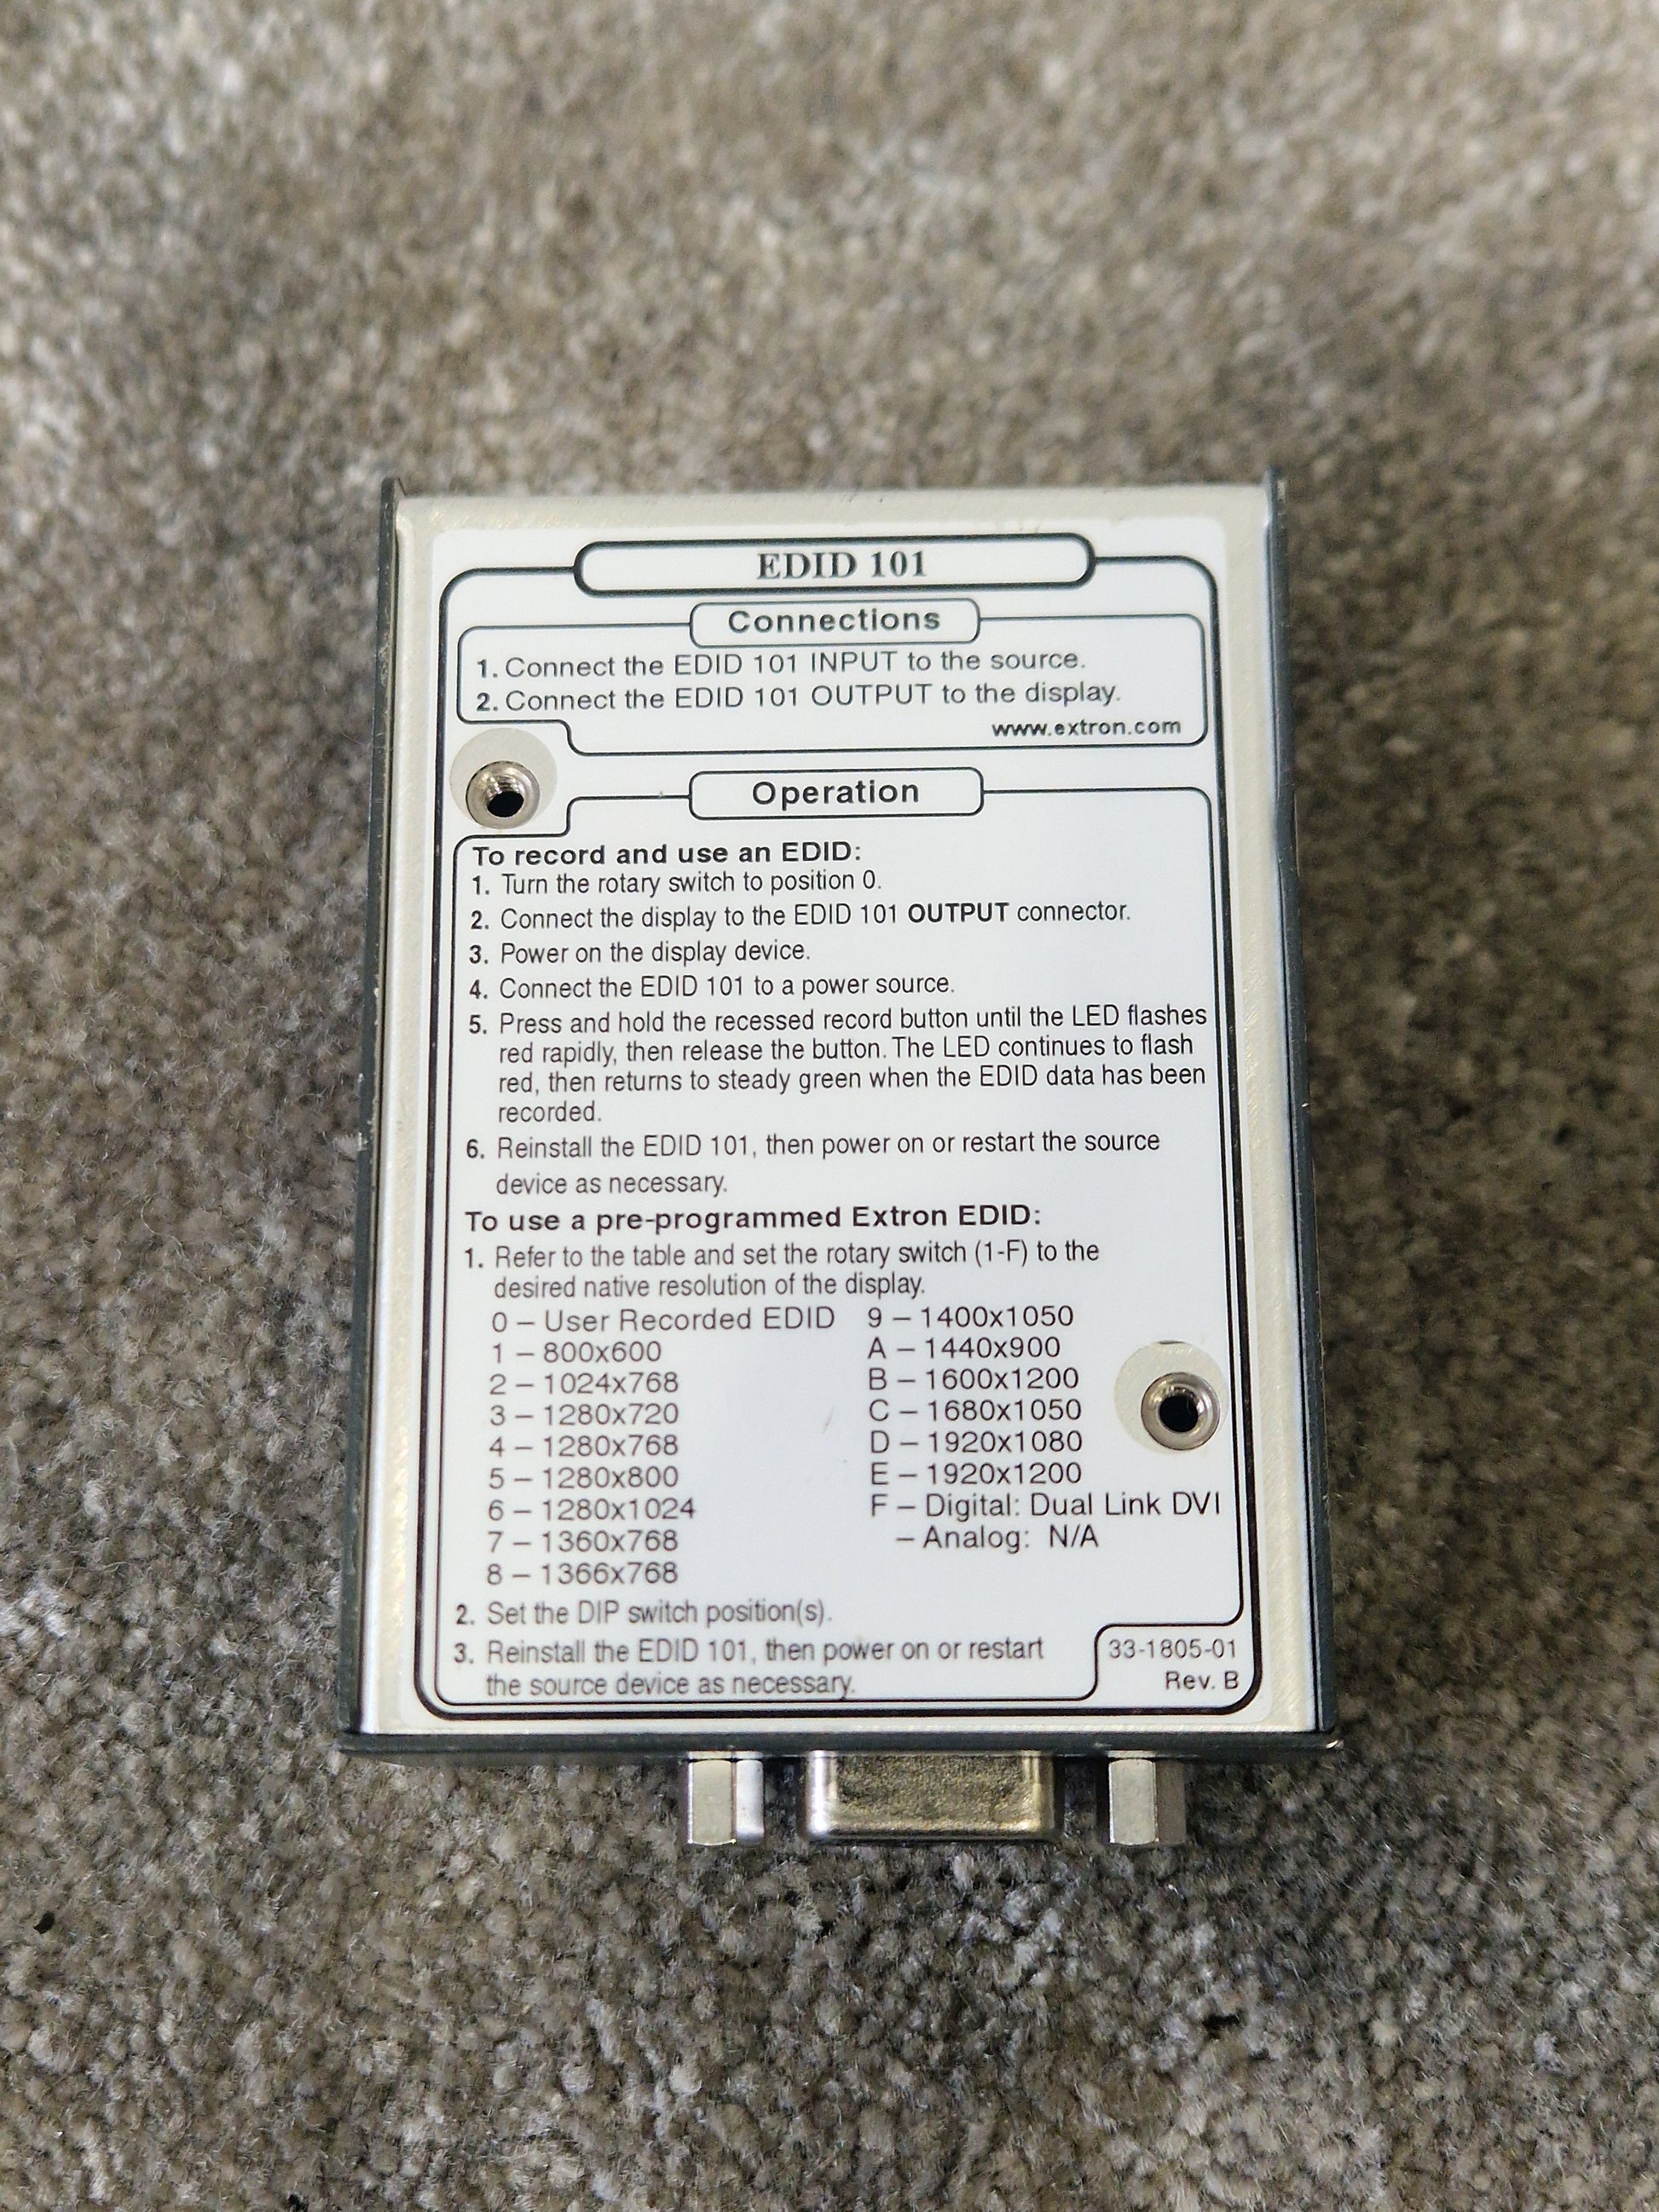 EDID 101
Connections
1. Connect the EDID 101 INPUT to the source.
2. Connect the EDID 101 OUTPUT to the display.
www.extron.com
Operation
To record and use an EDID:
1. Turn the rotary switch to position 0.
2. Connect the display to the EDID 101 OUTPUT connector.
3. Power on the display device.
4. Connect the EDID 101 to a power source.
5. Press and hold the recessed record button until the LED flashes
red rapidly, then release the button. The LED continues to flash
red, then returns to steady green when the EDID data has been
recorded.
6. Reinstall the EDID 101, then power on or restart the source
device as necessary.
To use a pre-programmed Extron EDID:
1. Refer to the table and set the rotary switch (1-F) to the
desired native resolution of the display.
0 – User Recorded EDID
1 – 800x600
2 – 1024x768
3 – 1280x720
4 – 1280x768
5 – 1280x800
6 – 1280x1024
7 – 1360x768
8 – 1366x768
9 – 1400x1050
A – 1440x900
B – 1600x1200
C – 1680x1050
D – 1920x1080
E – 1920x1200
F – Digital: Dual Link DVI
– Analog: N/A
2. Set the DIP switch position(s).
3. Reinstall the EDID 101, then power on or restart
the source device as necessary.
33-1805-01
Rev. B